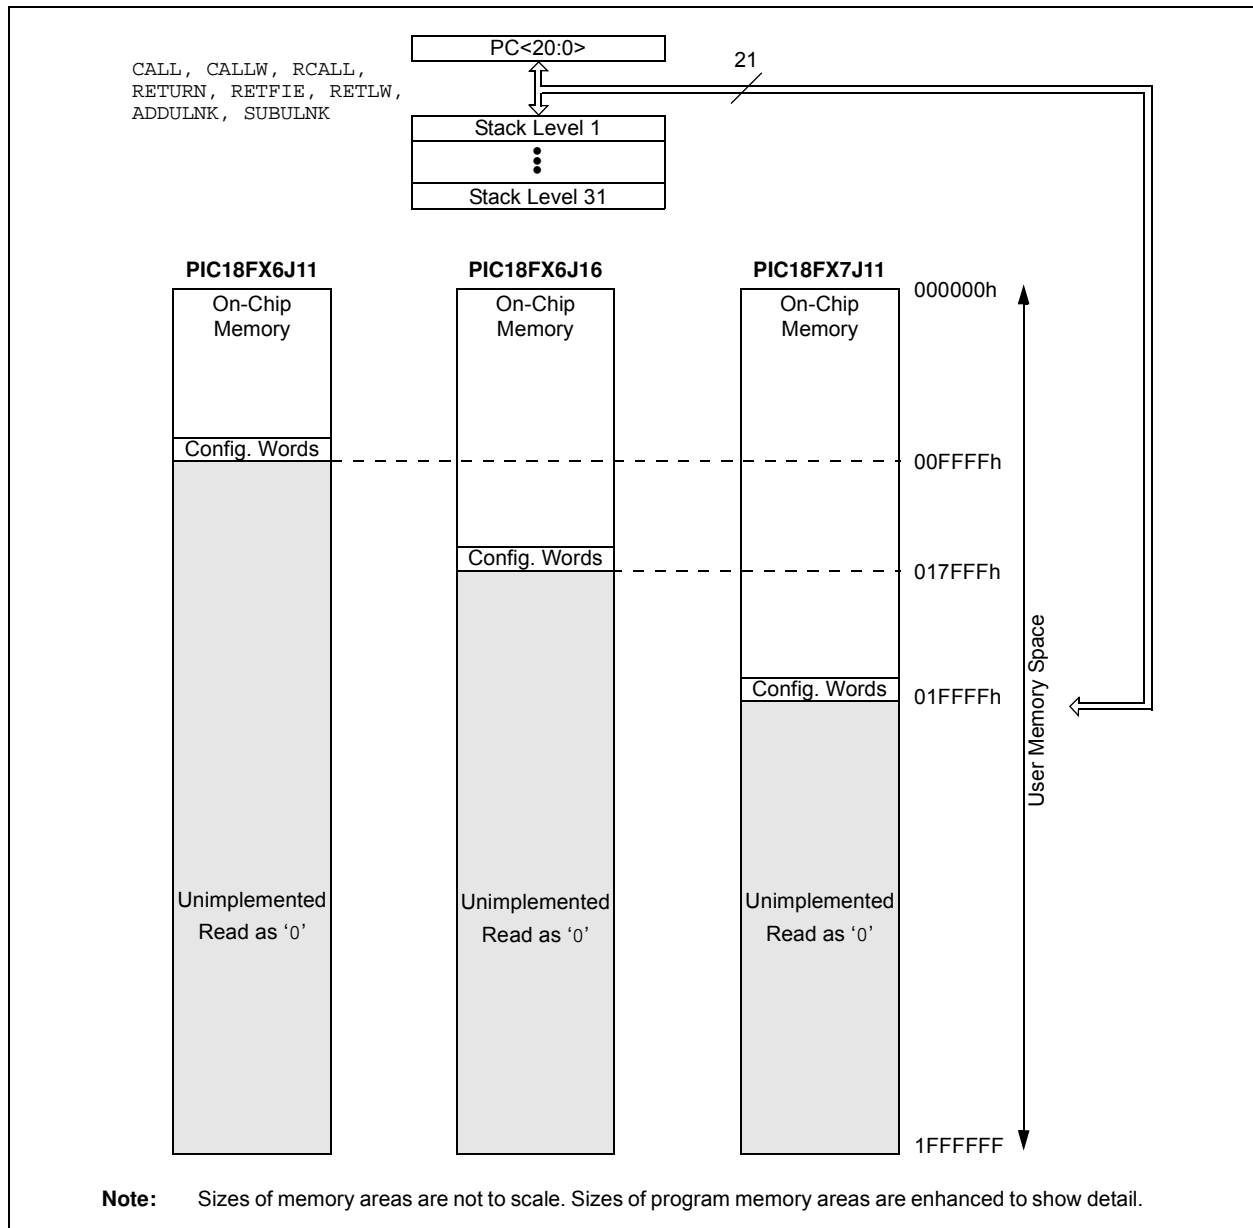 PC<20:0>
21
CALL, CALLW, RCALL,
RETURN, RETFIE, RETLW,
ADDULNK, SUBULNK
Stack Level 1
Stack Level 31
PIC18FX6J11
PIC18FX6J16
PIC18FX7J11
On-Chip
Memory
On-Chip
Memory
On-Chip
Memory
000000h
Config. Words
00FFFFh
Config. Words
017FFFh
Config. Words
01FFFFh
User Memory Space
Unimplemented
Read as ‘0’
Unimplemented
Read as ‘0’
Unimplemented
Read as ‘0’
1FFFFFF
Note: Sizes of memory areas are not to scale. Sizes of program memory areas are enhanced to show detail.